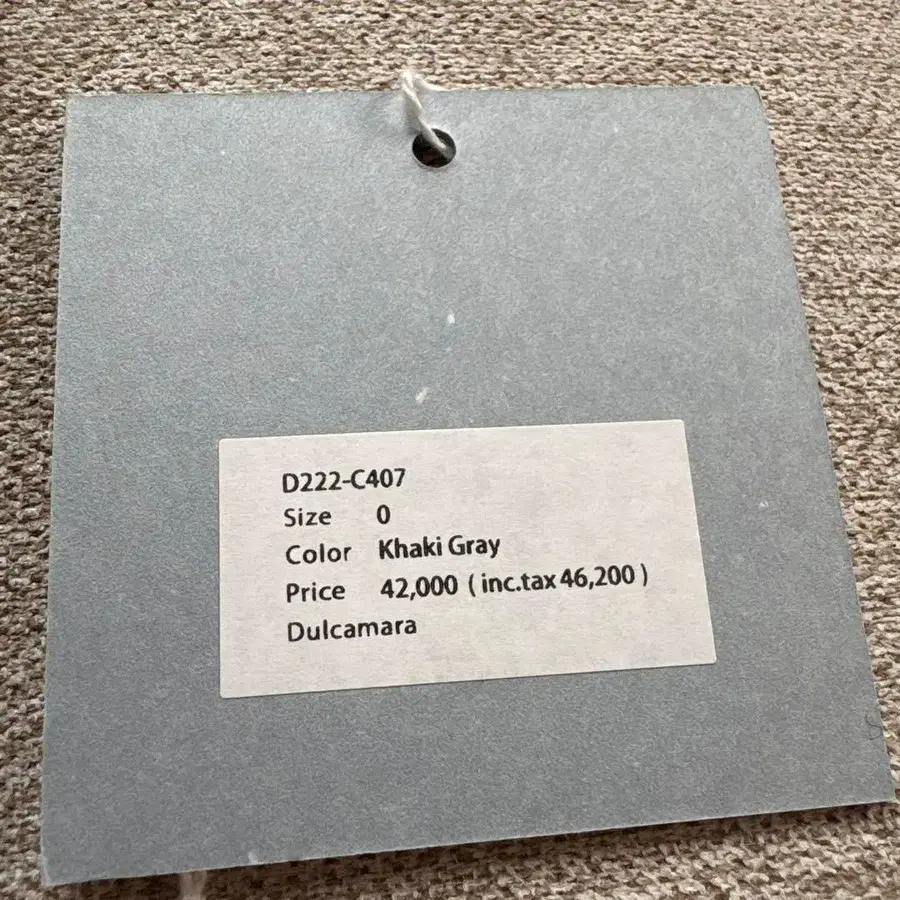 D222-C407
Size 0
Color Khaki Gray
Price 42,000 ( inc.tax 46,200 )
Dulcamara